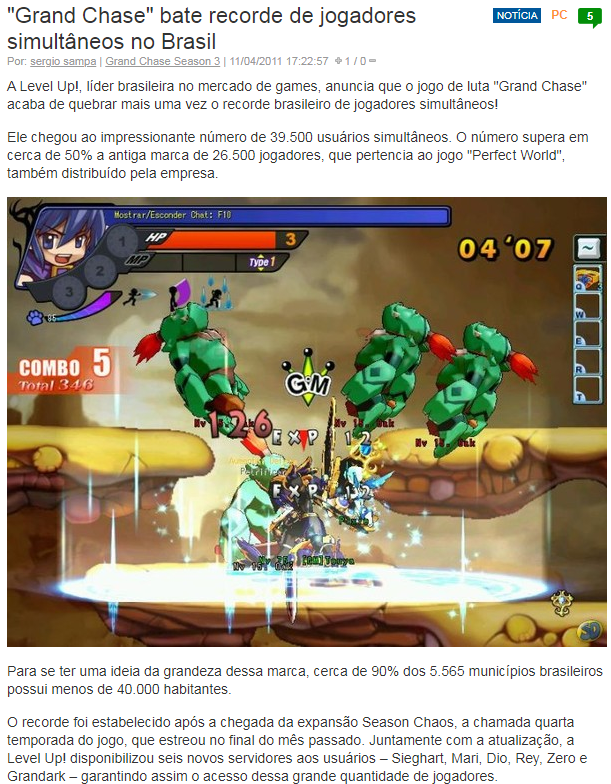 "Grand Chase" bate recorde de jogadores
simultâneos no Brasil
NOTÍCIA PC 5
Por: sergio sampa | Grand Chase Season 3 | 11/04/2011 17:22:57 1 / 0
A Level Up!, líder brasileira no mercado de games, anuncia que o jogo de luta "Grand Chase"
acaba de quebrar mais uma vez o recorde brasileiro de jogadores simultâneos!
Ele chegou ao impressionante número de 39.500 usuários simultâneos. O número supera em
cerca de 50% a antiga marca de 26.500 jogadores, que pertencia ao jogo "Perfect World",
também distribuído pela empresa.
Mostrar/Esconder Chat: F10
1 HP 3
2 MP Type 1
3
85
04'07
~
Q
W
E
R
T
COMBO 5
Total 346
GM
126
EXP 12
EXP 12
SD
Para se ter uma ideia da grandeza dessa marca, cerca de 90% dos 5.565 municípios brasileiros
possui menos de 40.000 habitantes.
O recorde foi estabelecido após a chegada da expansão Season Chaos, a chamada quarta
temporada do jogo, que estreou no final do mês passado. Juntamente com a atualização, a
Level Up! disponibilizou seis novos servidores aos usuários – Sieghart, Mari, Dio, Rey, Zero e
Grandark – garantindo assim o acesso dessa grande quantidade de jogadores.